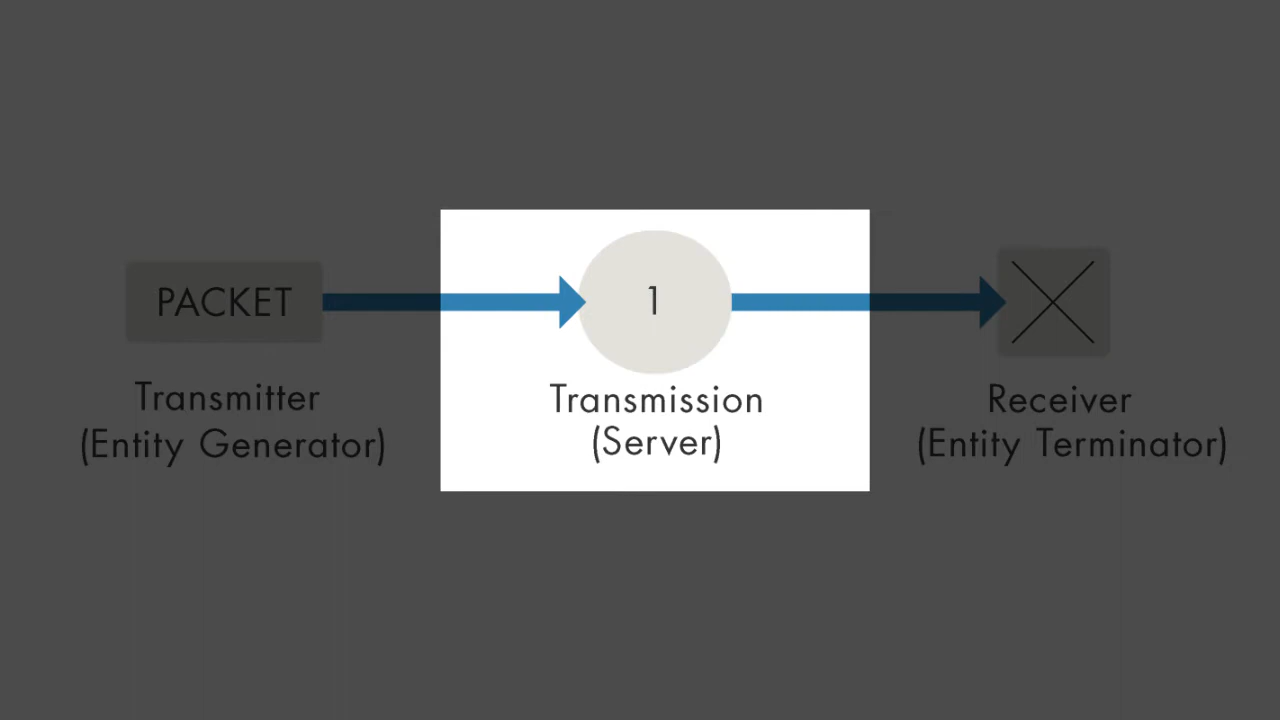 PACKET
1
Transmitter
(Entity Generator)
Transmission
(Server)
Receiver
(Entity Terminator)